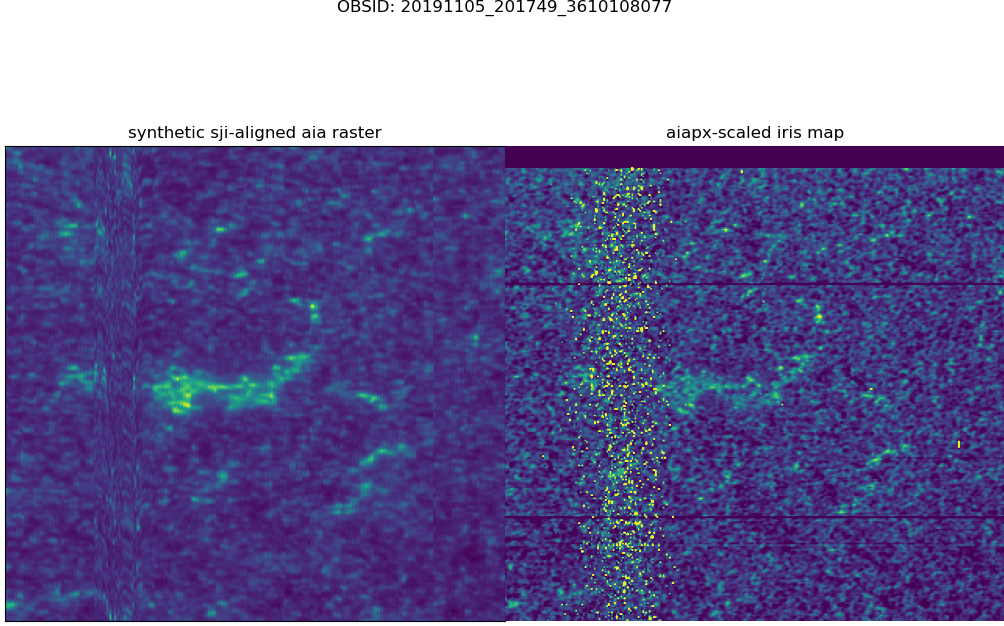 OBSID: 20191105_201749_3610108077
synthetic sji-aligned aia raster
aiapx-scaled iris map